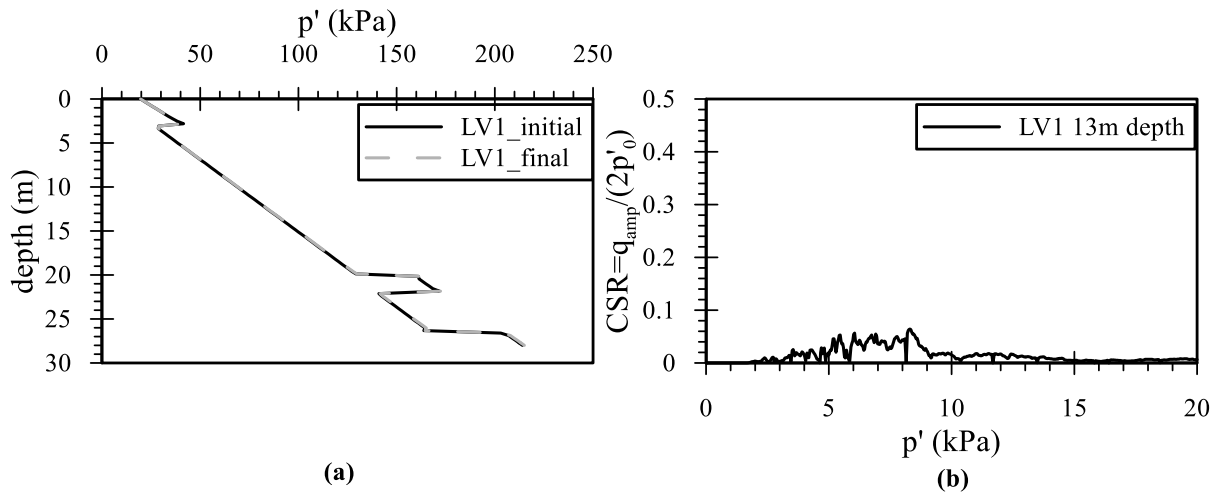 p' (kPa)
0 50 100 150 200 250
0
5
10
15
20
25
30
depth (m)
LV1_initial
LV1_final
(a)
0.5
0.4
0.3
0.2
0.1
0
CSR=q_amp/(2p'_0)
LV1 13m depth
0 5 10 15 20
p' (kPa)
(b)